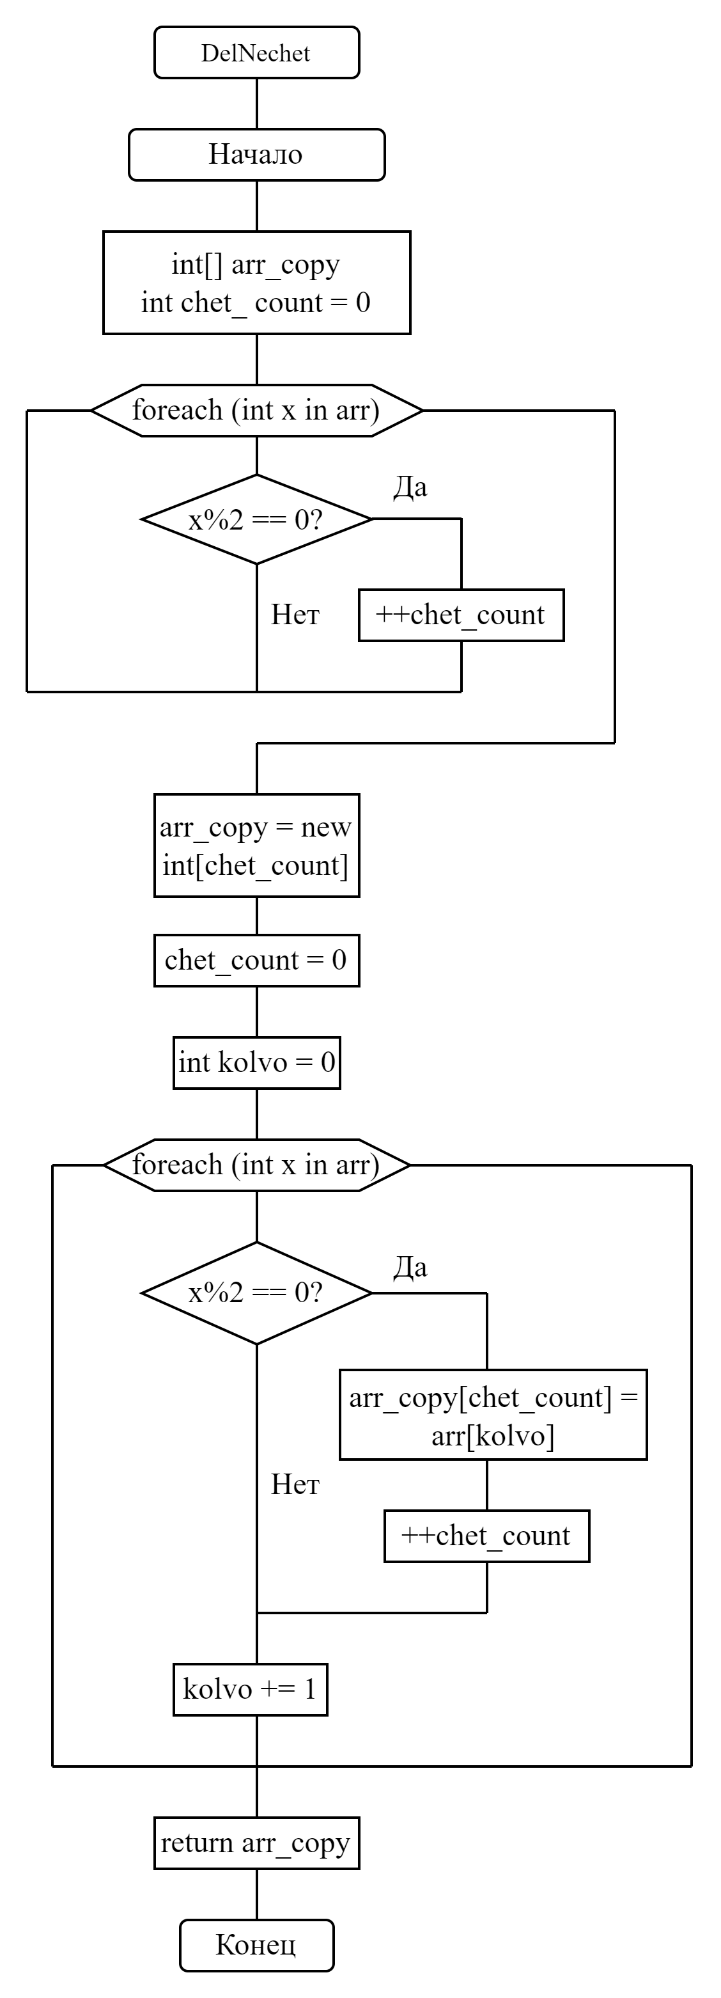 DelNechet
Начало
int[] arr_copy
int chet_ count = 0
foreach (int x in arr)
Да
x%2 == 0?
Нет
++chet_count
arr_copy = new
int[chet_count]
chet_count = 0
int kolvo = 0
foreach (int x in arr)
Да
x%2 == 0?
arr_copy[chet_count] =
arr[kolvo]
Нет
++chet_count
kolvo += 1
return arr_copy
Конец